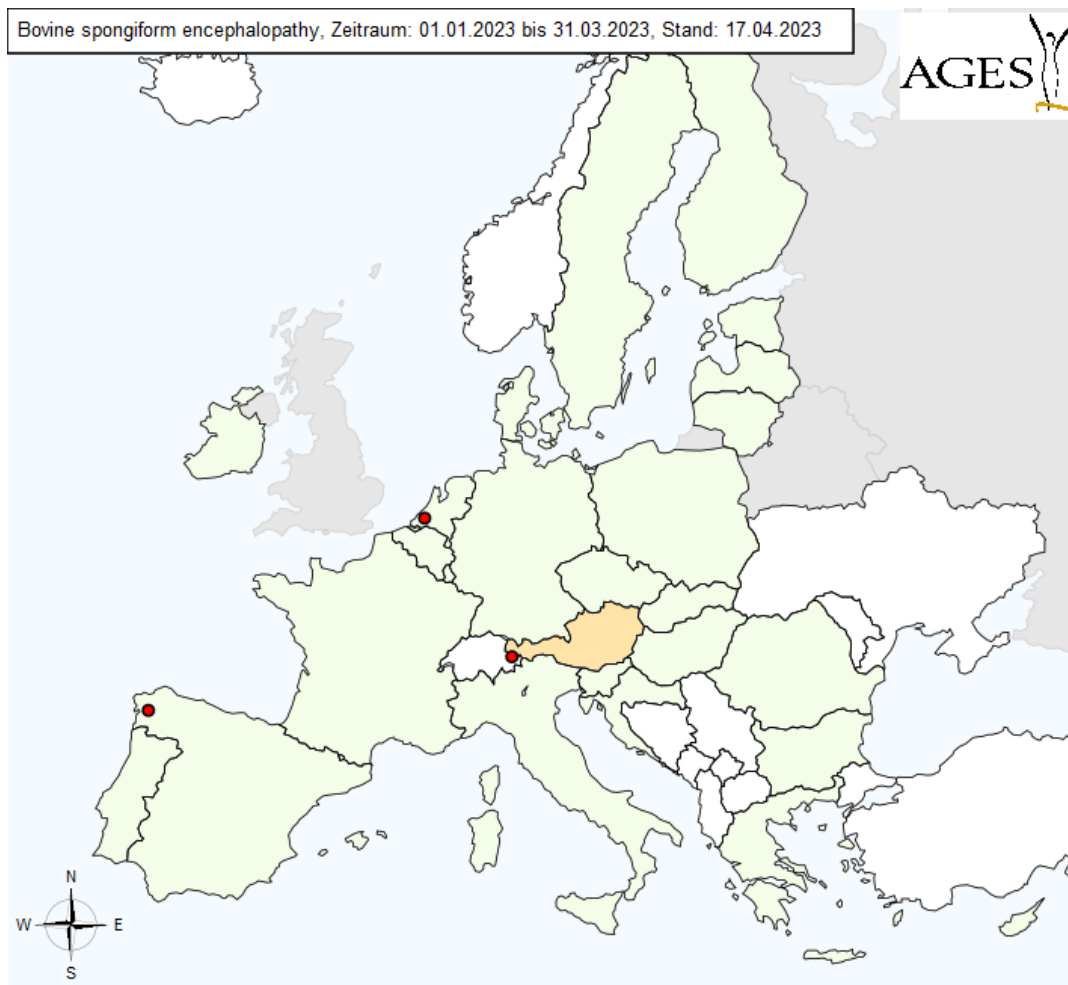 Bovine spongiform encephalopathy, Zeitraum: 01.01.2023 bis 31.03.2023, Stand: 17.04.2023
AGES
N
W E
S